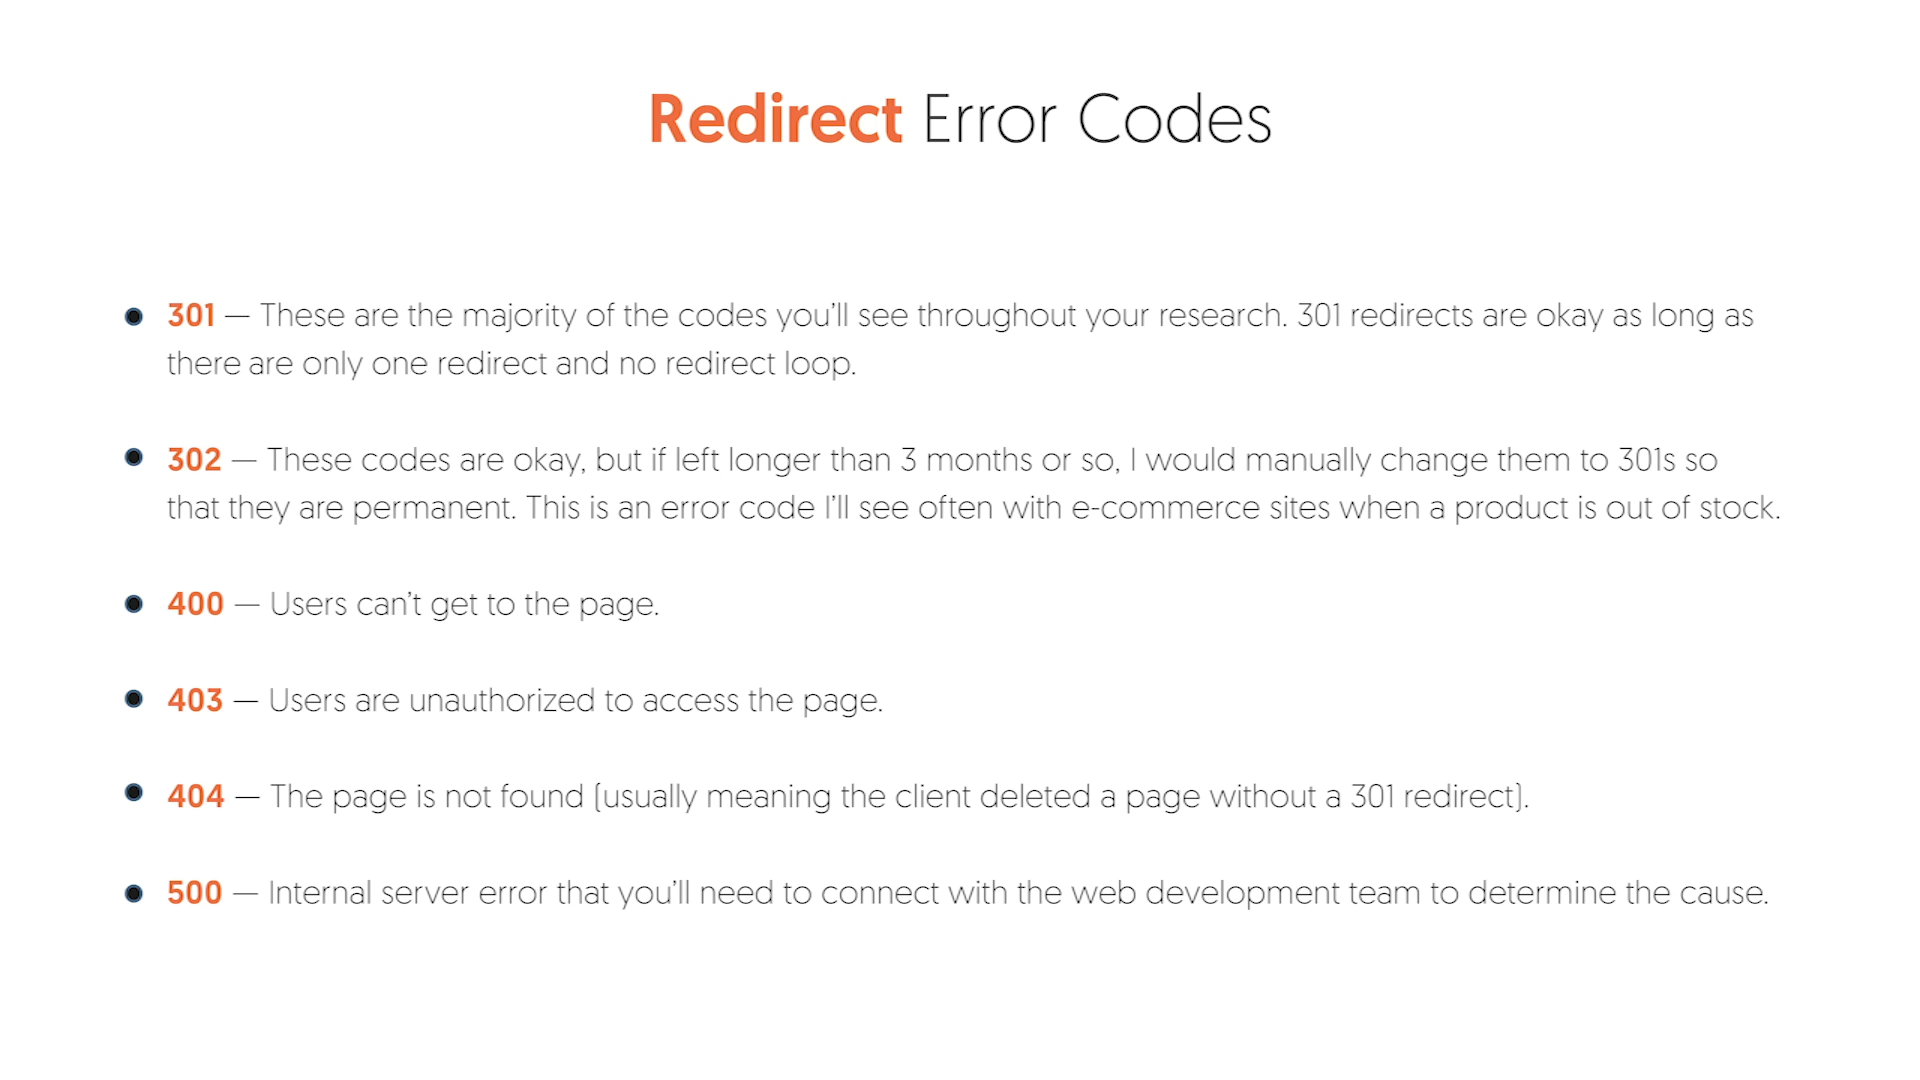 Redirect Error Codes
301 — These are the majority of the codes you’ll see throughout your research. 301 redirects are okay as long as
there are only one redirect and no redirect loop.
302 — These codes are okay, but if left longer than 3 months or so, I would manually change them to 301s so
that they are permanent. This is an error code I’ll see often with e-commerce sites when a product is out of stock.
400 — Users can’t get to the page.
403 — Users are unauthorized to access the page.
404 — The page is not found (usually meaning the client deleted a page without a 301 redirect).
500 — Internal server error that you’ll need to connect with the web development team to determine the cause.